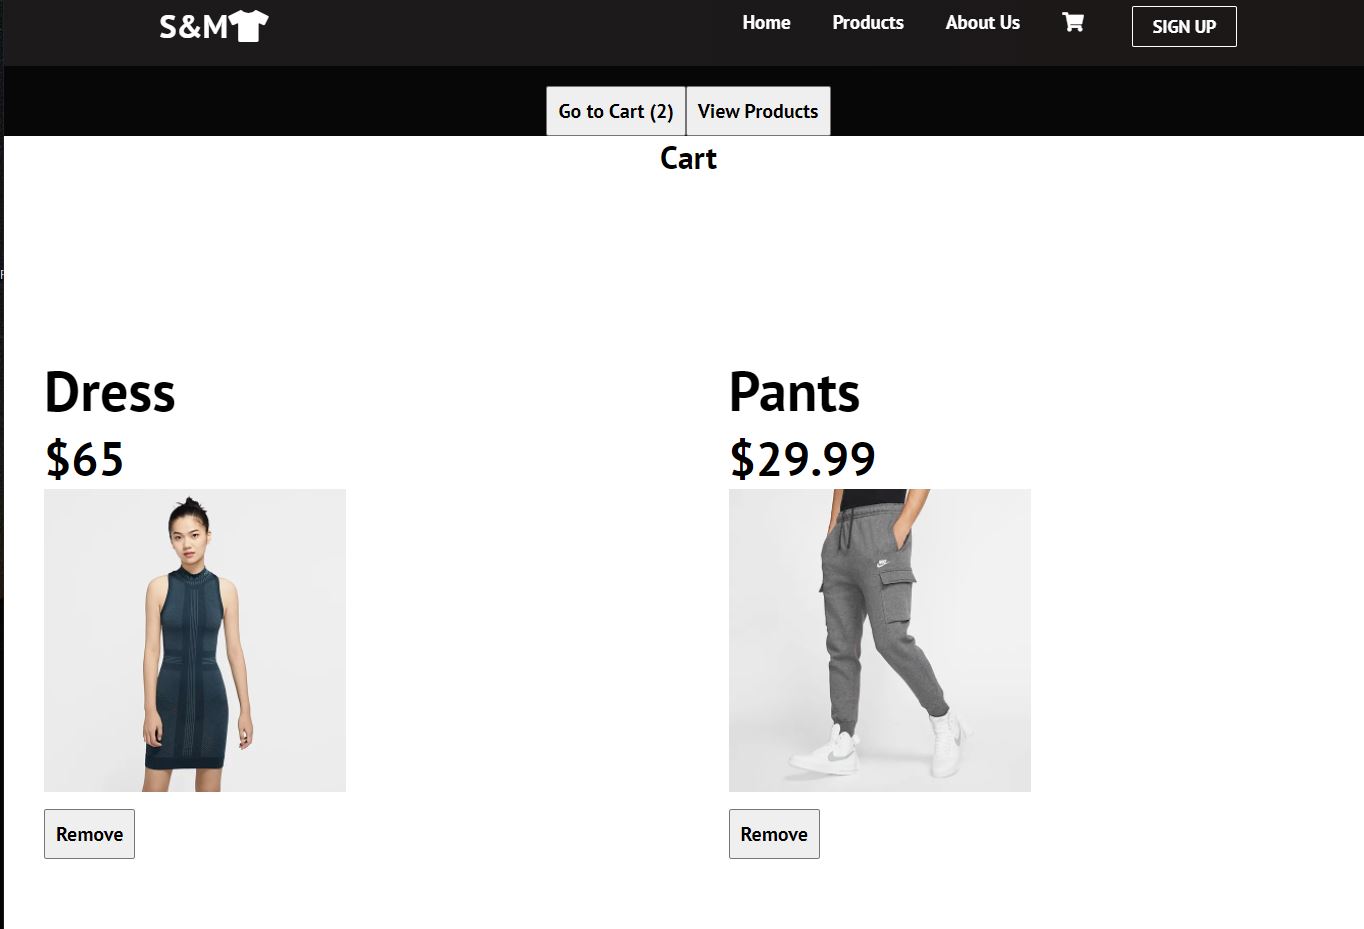 S&M
Home Products About Us SIGN UP
Go to Cart (2) View Products
Cart
Dress
$65
Pants
$29.99
Remove
Remove